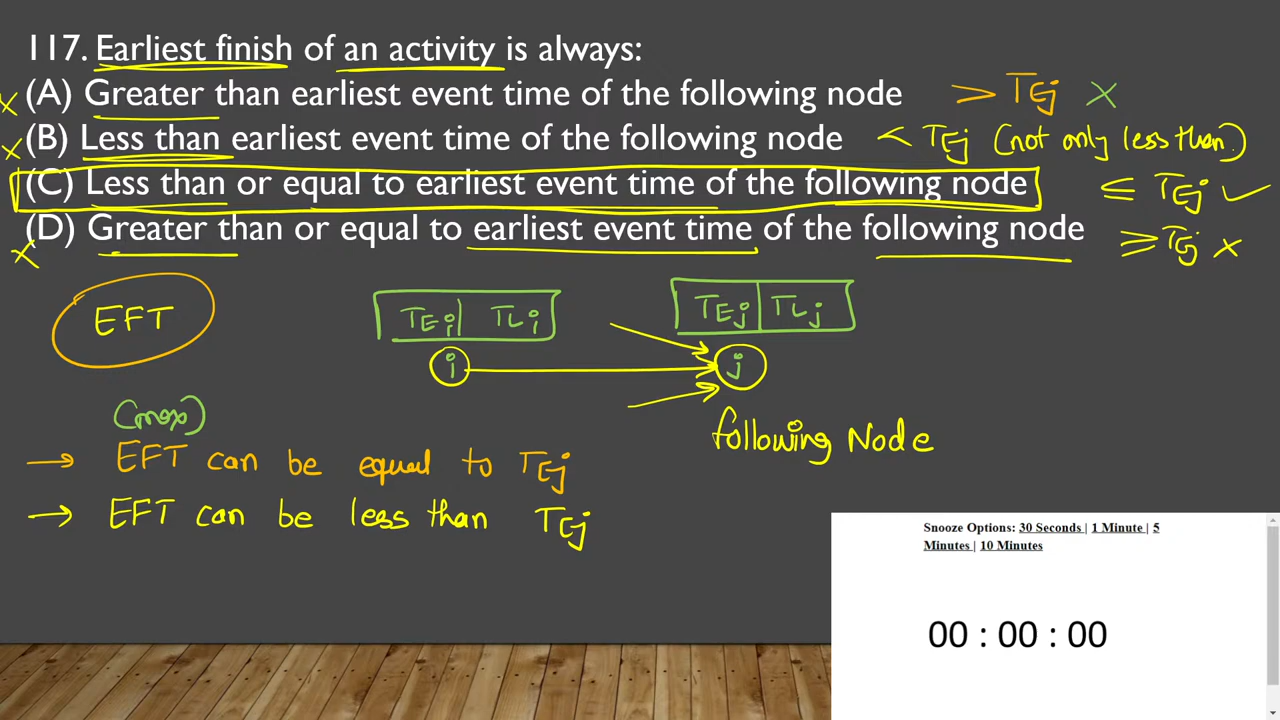 117. Earliest finish of an activity is always:
x (A) Greater than earliest event time of the following node > TEj x
x (B) Less than earliest event time of the following node < TEj (not only less than.)
(C) Less than or equal to earliest event time of the following node ≤ TEj ✓
x (D) Greater than or equal to earliest event time of the following node ≥ TEj x
EFT
TEi | TLi
TEj | TLj
i
j
following Node
(max)
→ EFT can be equal to TEj
→ EFT can be less than TEj
Snooze Options: 30 Seconds | 1 Minute | 5
Minutes | 10 Minutes
00 : 00 : 00